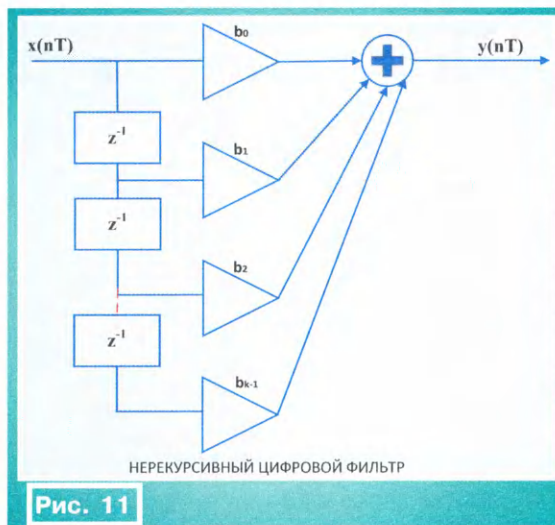 b₀
x(nT)
y(nT)
z⁻¹
b₁
z⁻¹
b₂
z⁻¹
bₖ₋₁
НЕРЕКУРСИВНЫЙ ЦИФРОВОЙ ФИЛЬТР
Рис. 11